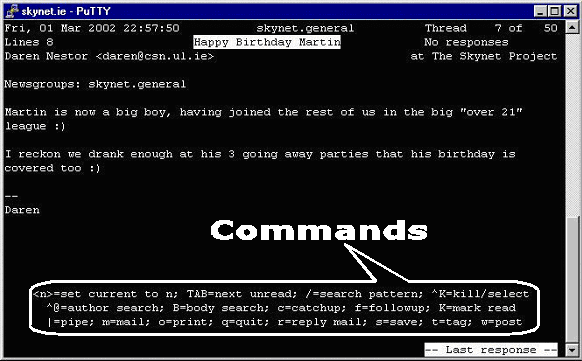 skynet.ie - PuTTY
Fri, 01 Mar 2002 22:57:50 skynet.general Thread 7 of 50
Lines 8 Happy Birthday Martin No responses
Daren Nestor <daren@csn.ul.ie> at The Skynet Project
Newsgroups: skynet.general
Martin is now a big boy, having joined the rest of us in the big "over 21"
league :)
I reckon we drank enough at his 3 going away parties that his birthday is
covered too :)
--
Daren
Commands
<n>=set current to n; TAB=next unread; /=search pattern; ^K=kill/select
^@=author search; B=body search; c=catchup; f=followup; K=mark read
|=pipe; m=mail; o=print; q=quit; r=reply mail; s=save; t=tag; w=post
-- Last response --